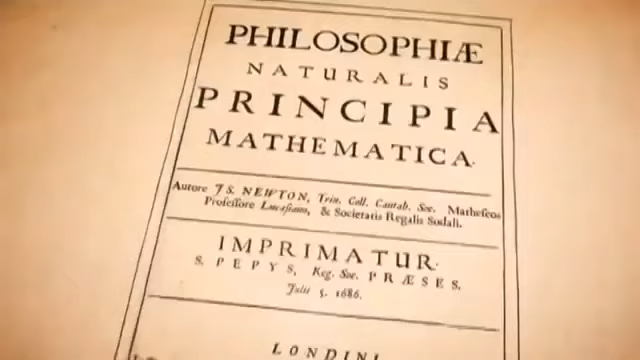 PHILOSOPHIÆ
NATURALIS
PRINCIPIA
MATHEMATICA.
Autore JS. NEWTON, Trin. Coll. Cantab. Soc. Matheseos
Professore Lucasiano, & Societatis Regalis Sodali.
IMPRIMATUR.
S. PEPYS, Reg. Soc. PRÆSES.
Julii 5. 1686.
LONDINI